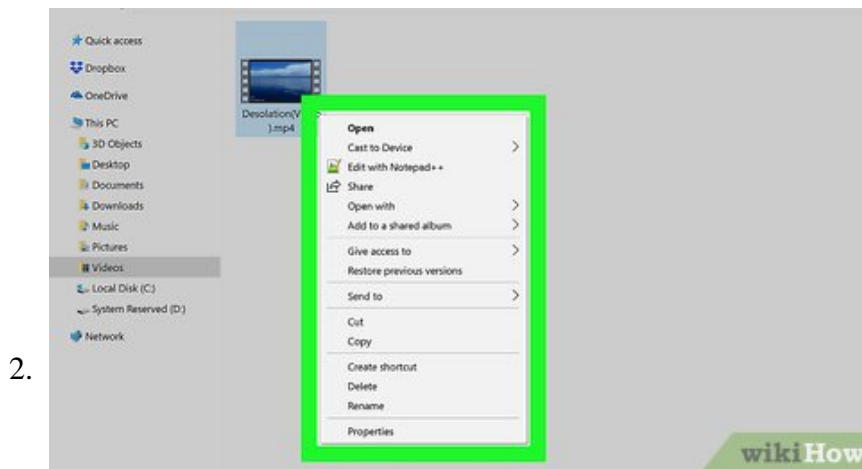 Quick access
Dropbox
OneDrive
This PC
3D Objects
Desktop
Documents
Downloads
Music
Pictures
Videos
Local Disk (C:)
System Reserved (D:)
Network
Desolation(V
).mp4
Open
Cast to Device
Edit with Notepad++
Share
Open with
Add to a shared album
Give access to
Restore previous versions
Send to
Cut
Copy
Create shortcut
Delete
Rename
Properties
2.
wikiHow